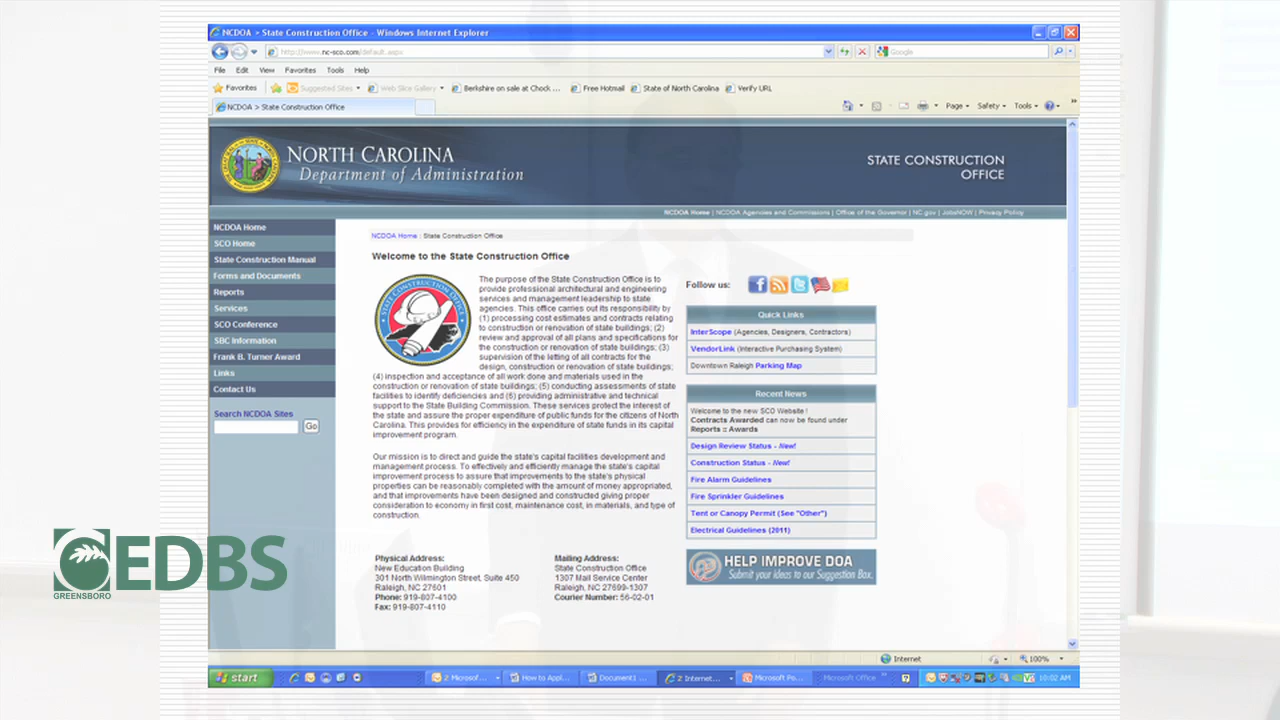 NCDOA > State Construction Office - Windows Internet Explorer
http://www.nc-sco.com/default.aspx
Google
File Edit View Favorites Tools Help
Favorites Suggested Sites Web Slice Gallery Berkshire on sale at Chock ... Free Hotmail State of North Carolina Verify URL
NCDOA > State Construction Office
Page Safety Tools
NORTH CAROLINA
Department of Administration
STATE CONSTRUCTION
OFFICE
NCDOA Home | NCDOA Agencies and Commissions | Office of the Governor | NC.gov | JobsNOW | Privacy Policy
NCDOA Home
SCO Home
State Construction Manual
Forms and Documents
Reports
Services
SCO Conference
SBC Information
Frank B. Turner Award
Links
Contact Us
Search NCDOA Sites
Go
NCDOA Home : State Construction Office
Welcome to the State Construction Office
STATE CONSTRUCTION OFFICE
The purpose of the State Construction Office is to
provide professional architectural and engineering
services and management leadership to state
agencies. This office carries out its responsibility by
(1) processing cost estimates and contracts relating
to construction or renovation of state buildings; (2)
review and approval of all plans and specifications for
the construction or renovation of state buildings; (3)
supervision of the letting of all contracts for the
design, construction or renovation of state buildings;
(4) inspection and acceptance of all work done and materials used in the
construction or renovation of state buildings; (5) conducting assessments of state
facilities to identify deficiencies and (6) providing administrative and technical
support to the State Building Commission. These services protect the interest of
the state and assure the proper expenditure of public funds for the citizens of North
Carolina. This provides for efficiency in the expenditure of state funds in its capital
improvement program.
Our mission is to direct and guide the state's capital facilities development and
management process. To effectively and efficiently manage the state's capital
improvement process to assure that improvements to the state's physical
properties can be reasonably completed with the amount of money appropriated,
and that improvements have been designed and constructed giving proper
consideration to economy in first cost, maintenance cost, in materials, and type of
construction.
Physical Address:
New Education Building
301 North Wilmington Street, Suite 450
Raleigh, NC 27601
Phone: 919-807-4100
Fax: 919-807-4110
Mailing Address:
State Construction Office
1307 Mail Service Center
Raleigh, NC 27699-1307
Courier Number: 56-02-01
Follow us:
Quick Links
InterScope (Agencies, Designers, Contractors)
VendorLink (Interactive Purchasing System)
Downtown Raleigh Parking Map
Recent News
Welcome to the new SCO Website !
Contracts Awarded can now be found under
Reports :: Awards
Design Review Status - New!
Construction Status - New!
Fire Alarm Guidelines
Fire Sprinkler Guidelines
Tent or Canopy Permit (See "Other")
Electrical Guidelines (2011)
HELP IMPROVE DOA
Submit your ideas to our Suggestion Box.
EDBS
GREENSBORO
Internet
100%
start
2 Microsof...
How to Appl...
Document1 ...
2 Internet...
Microsoft Po...
Microsoft Office
10:02 AM